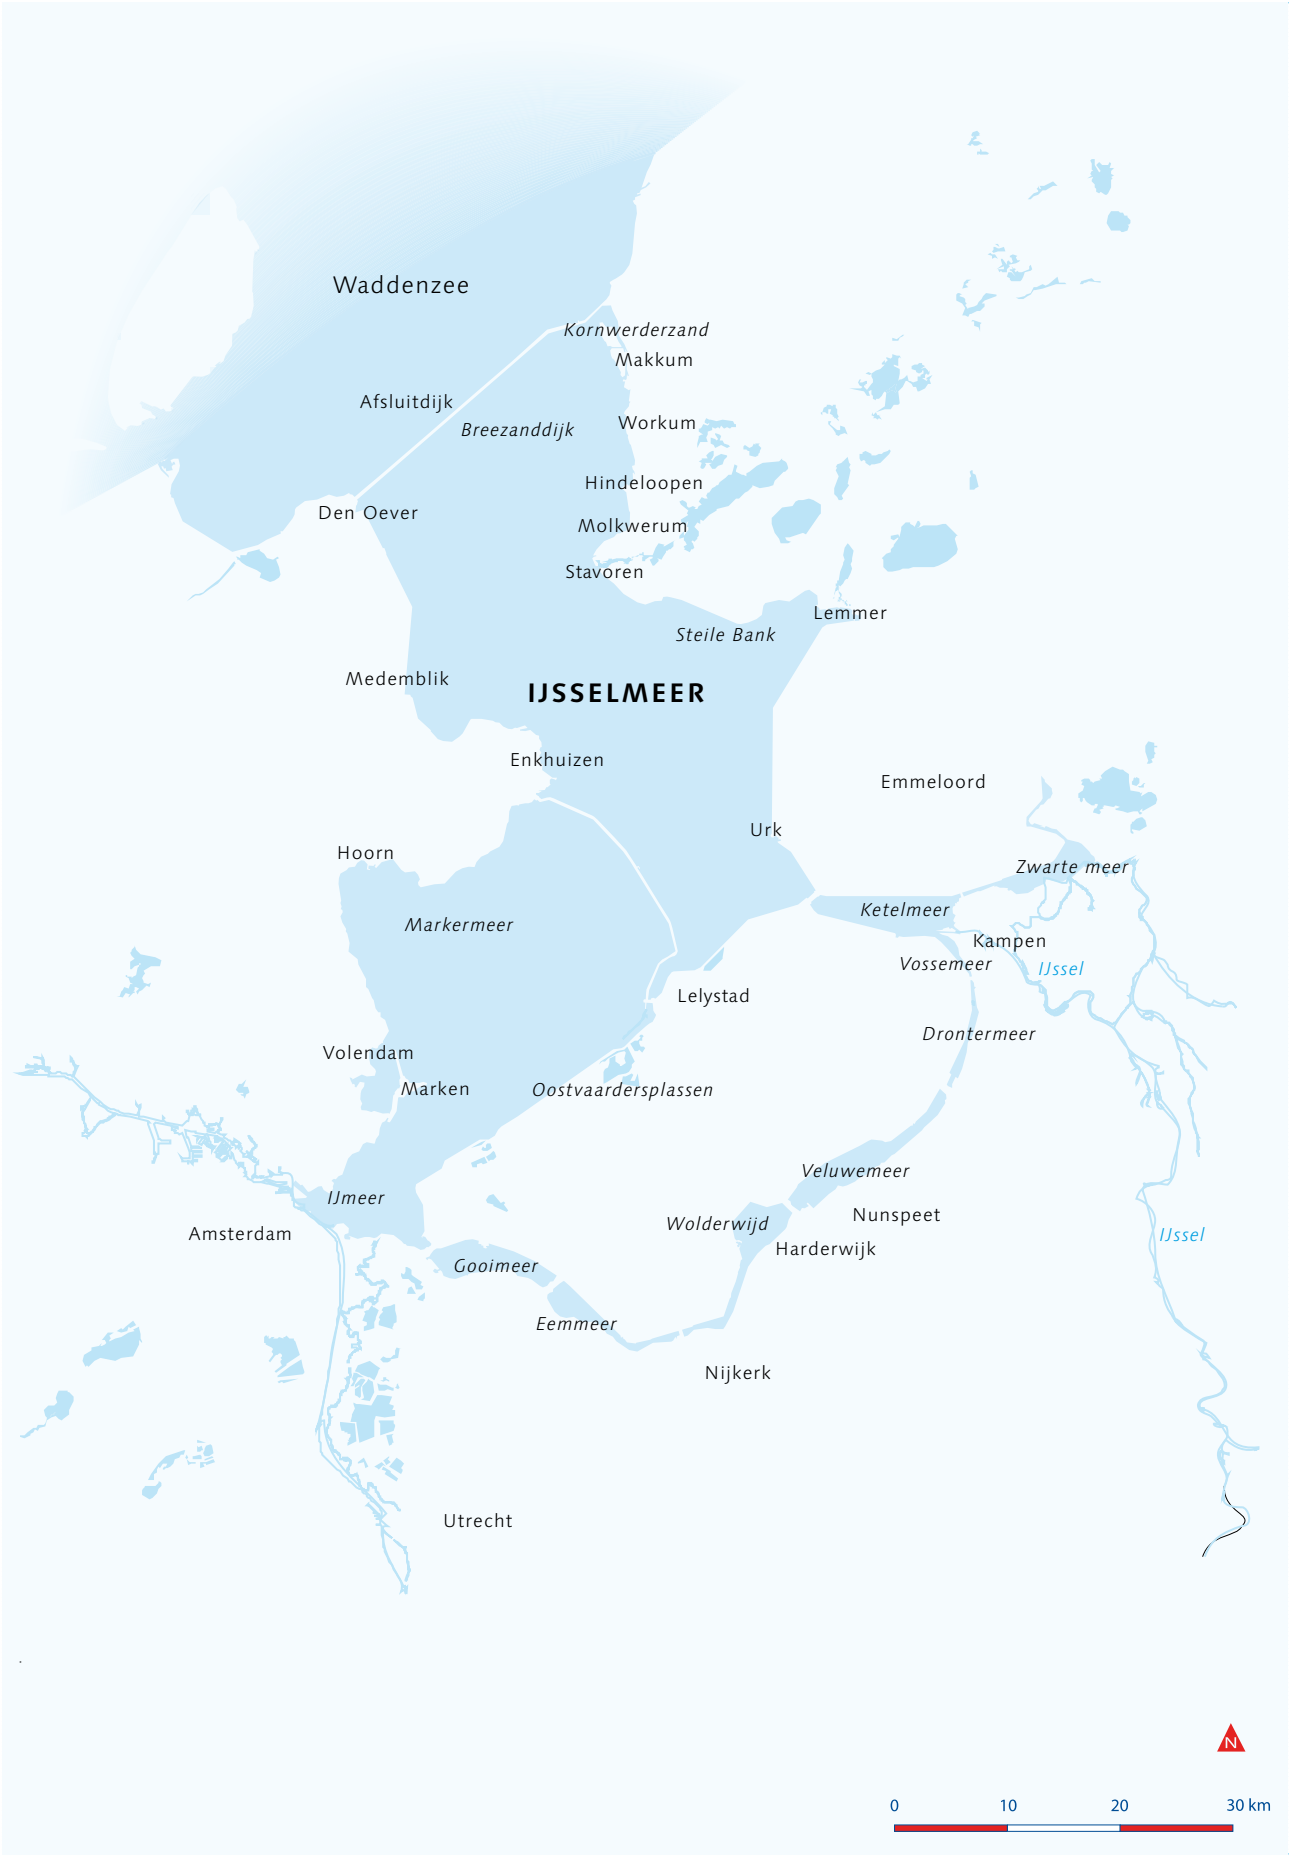 Waddenzee
Kornwerderzand
Makkum
Afsluitdijk
Workum
Breezanddijk
Hindeloopen
Den Oever
Molkwerum
Stavoren
Lemmer
Steile Bank
Medemblik
IJSSELMEER
Enkhuizen
Emmeloord
Urk
Hoorn
Zwarte meer
Ketelmeer
Markermeer
Kampen
Vossemeer
IJssel
Lelystad
Drontermeer
Volendam
Marken
Oostvaardersplassen
Veluwemeer
IJmeer
Nunspeet
Wolderwijd
Amsterdam
IJssel
Harderwijk
Gooimeer
Eemmeer
Nijkerk
Utrecht
N
0 10 20 30 km